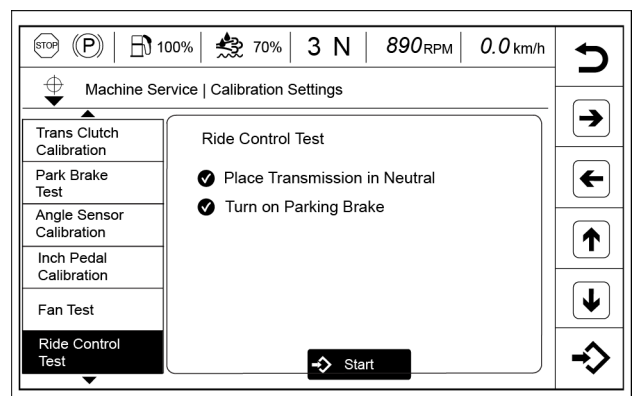 STOP P 100% 70% 3 N 890 RPM 0.0 km/h
Machine Service | Calibration Settings
Trans Clutch
Calibration
Park Brake
Test
Angle Sensor
Calibration
Inch Pedal
Calibration
Fan Test
Ride Control
Test
Ride Control Test
Place Transmission in Neutral
Turn on Parking Brake
Start